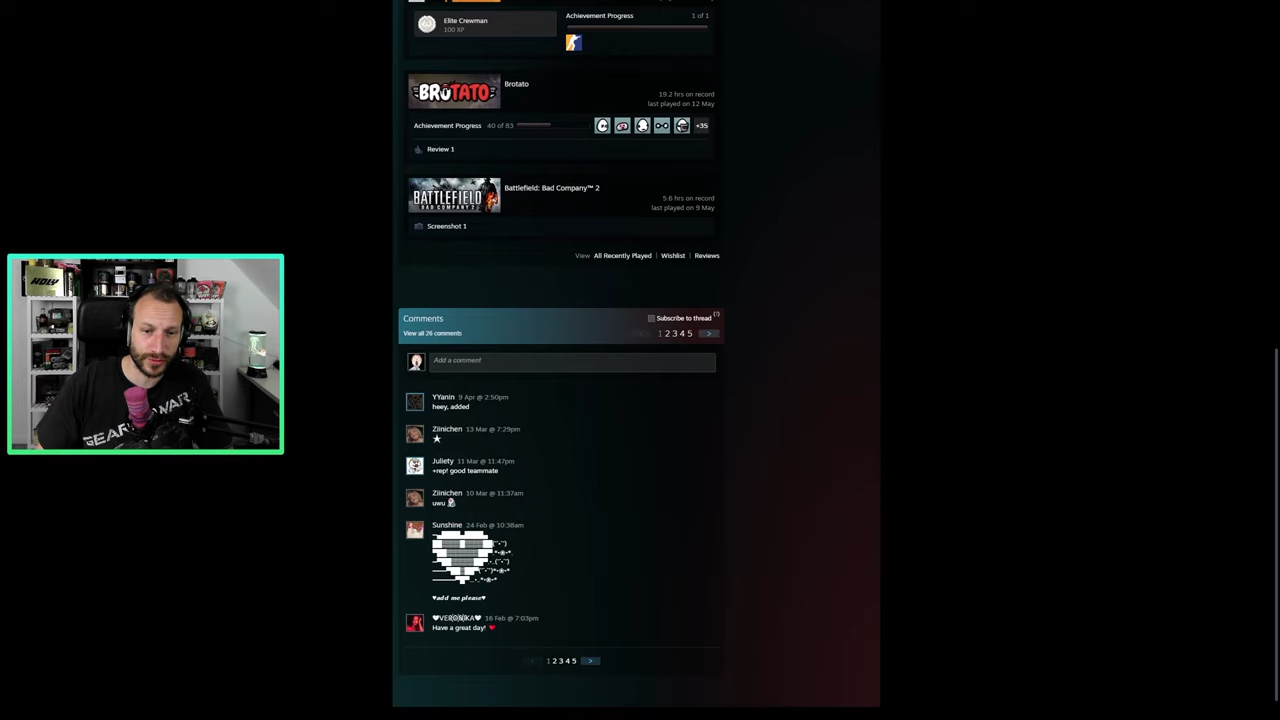 Elite Crewman
100 XP
Achievement Progress 1 of 1
BROTATO
Brotato
19.2 hrs on record
last played on 12 May
Achievement Progress 40 of 83
+35
Review 1
BATTLEFIELD
BAD COMPANY 2
Battlefield: Bad Company™ 2
5.6 hrs on record
last played on 9 May
Screenshot 1
View All Recently Played | Wishlist | Reviews
HOLY
GEARS WAR
Comments
Subscribe to thread (?)
View all 26 comments
< 1 2 3 4 5 >
Add a comment
YYanin 9 Apr @ 2:50pm
heey, added
Ziinichen 13 Mar @ 7:29pm
★
Juliety 11 Mar @ 11:47pm
+rep! good teammate
Ziinichen 10 Mar @ 11:37am
uwu
Sunshine 24 Feb @ 10:38am
♥add me please♥
16 Feb @ 7:03pm
Have a great day!
< 1 2 3 4 5 >